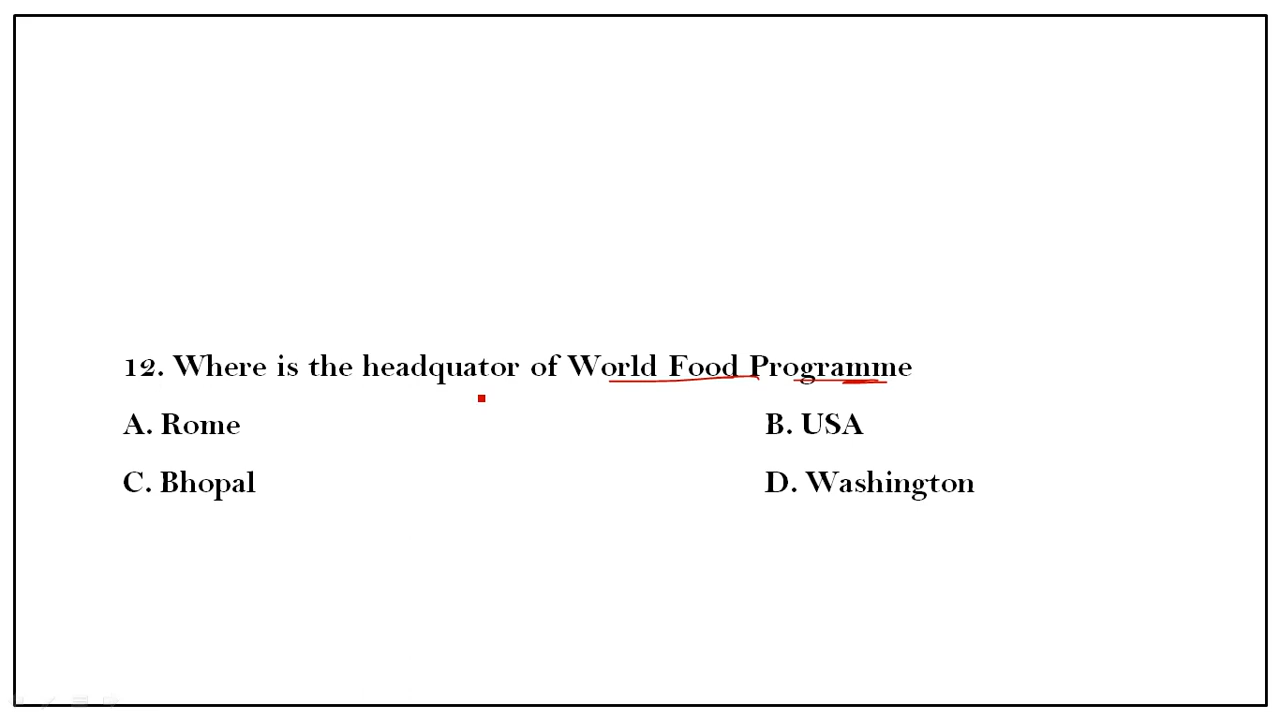 12. Where is the headquator of World Food Programme
A. Rome
B. USA
C. Bhopal
D. Washington